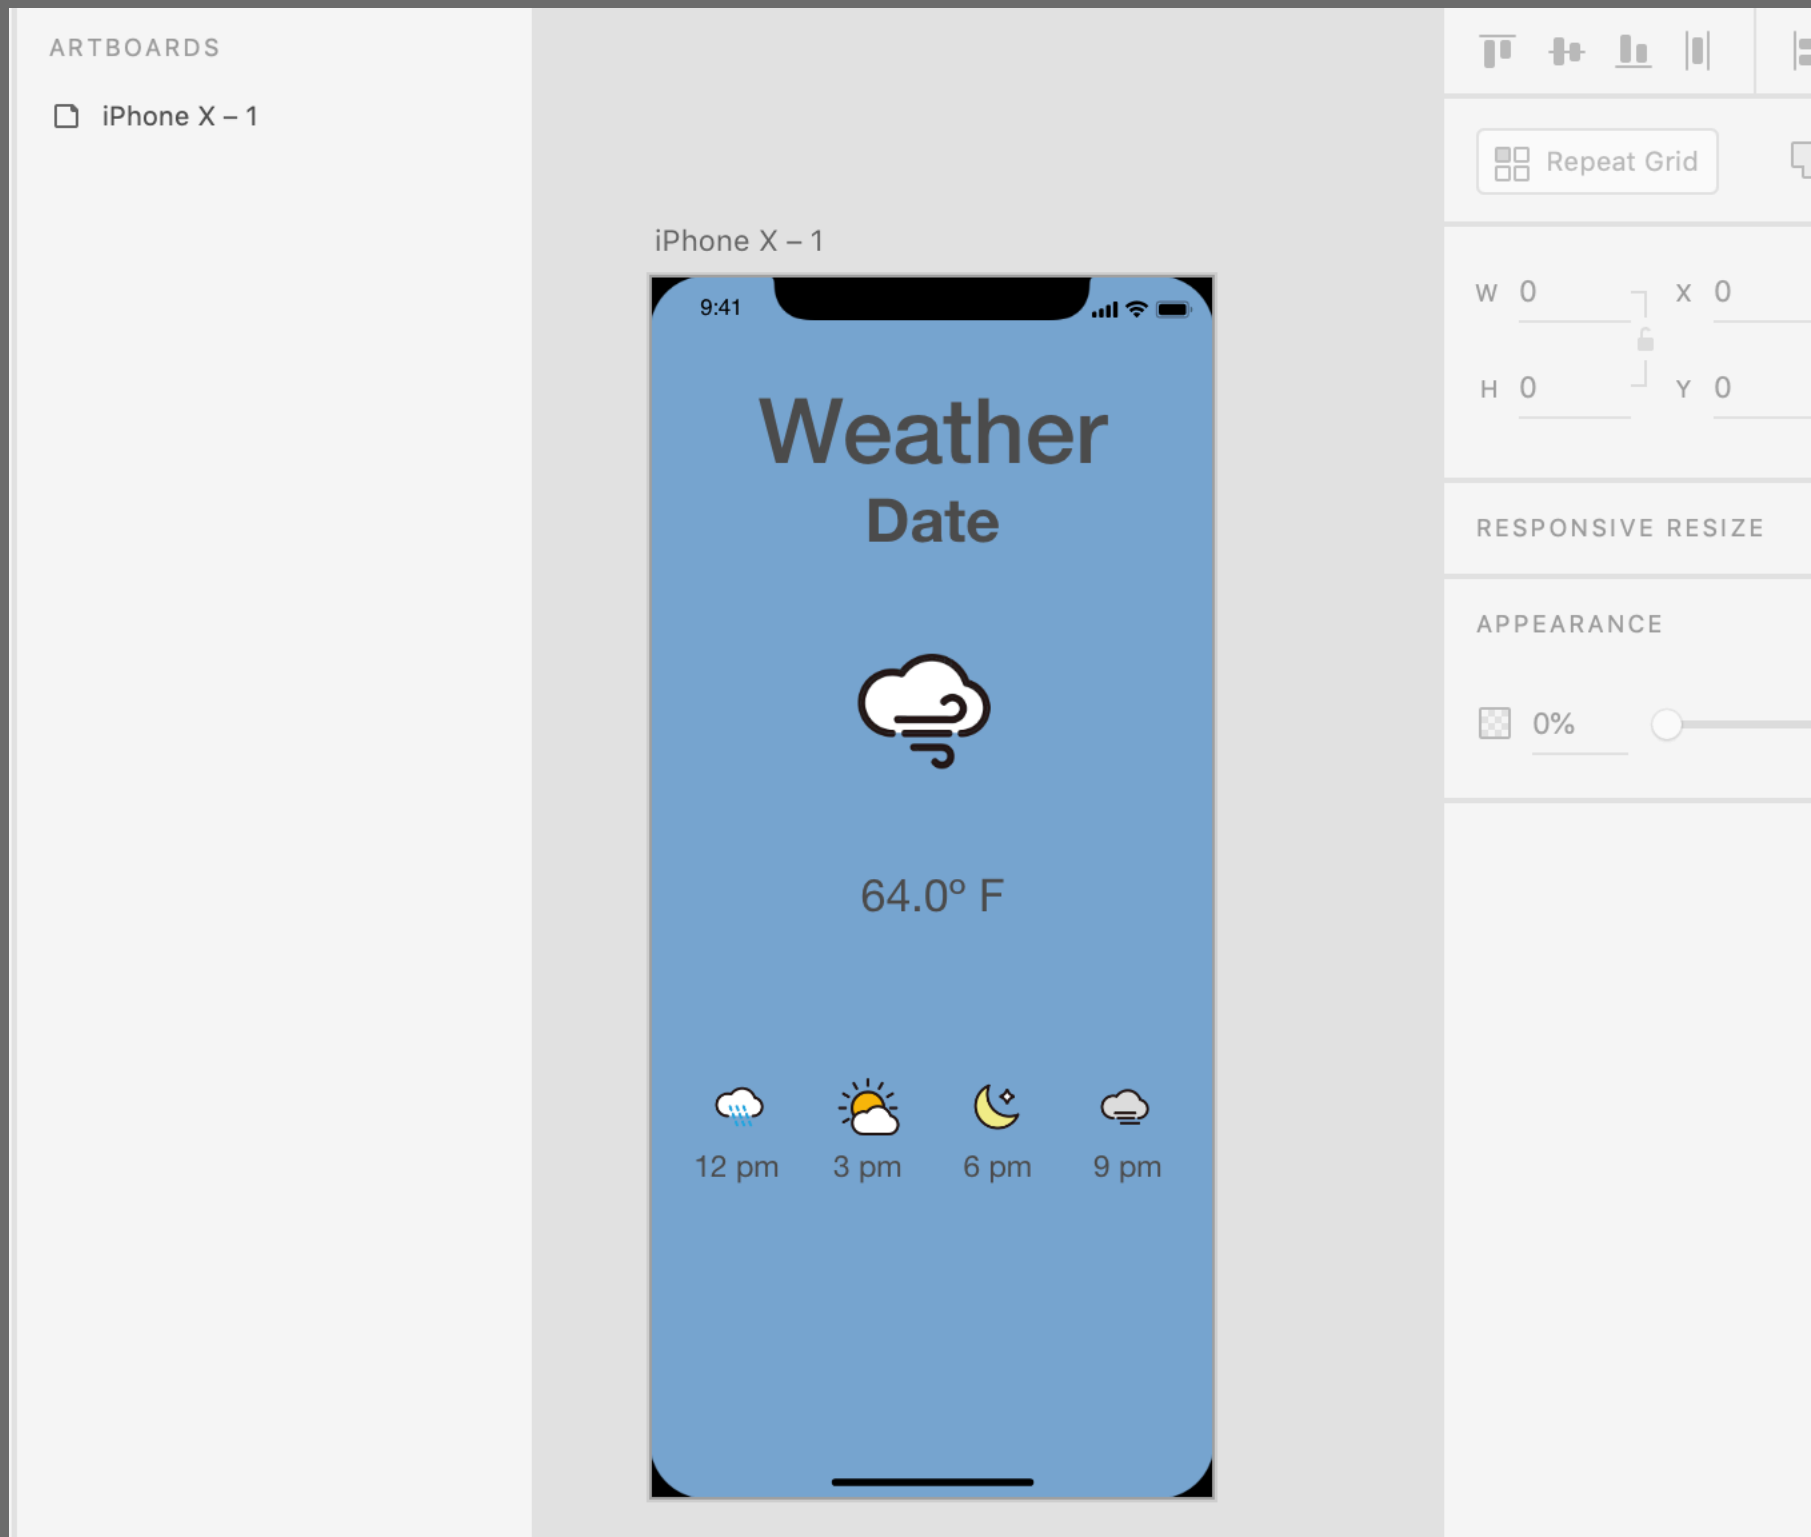 ARTBOARDS
iPhone X – 1
iPhone X – 1
9:41
Weather
Date
64.0º F
12 pm 3 pm 6 pm 9 pm
Repeat Grid
W 0 X 0
H 0 Y 0
RESPONSIVE RESIZE
APPEARANCE
0%